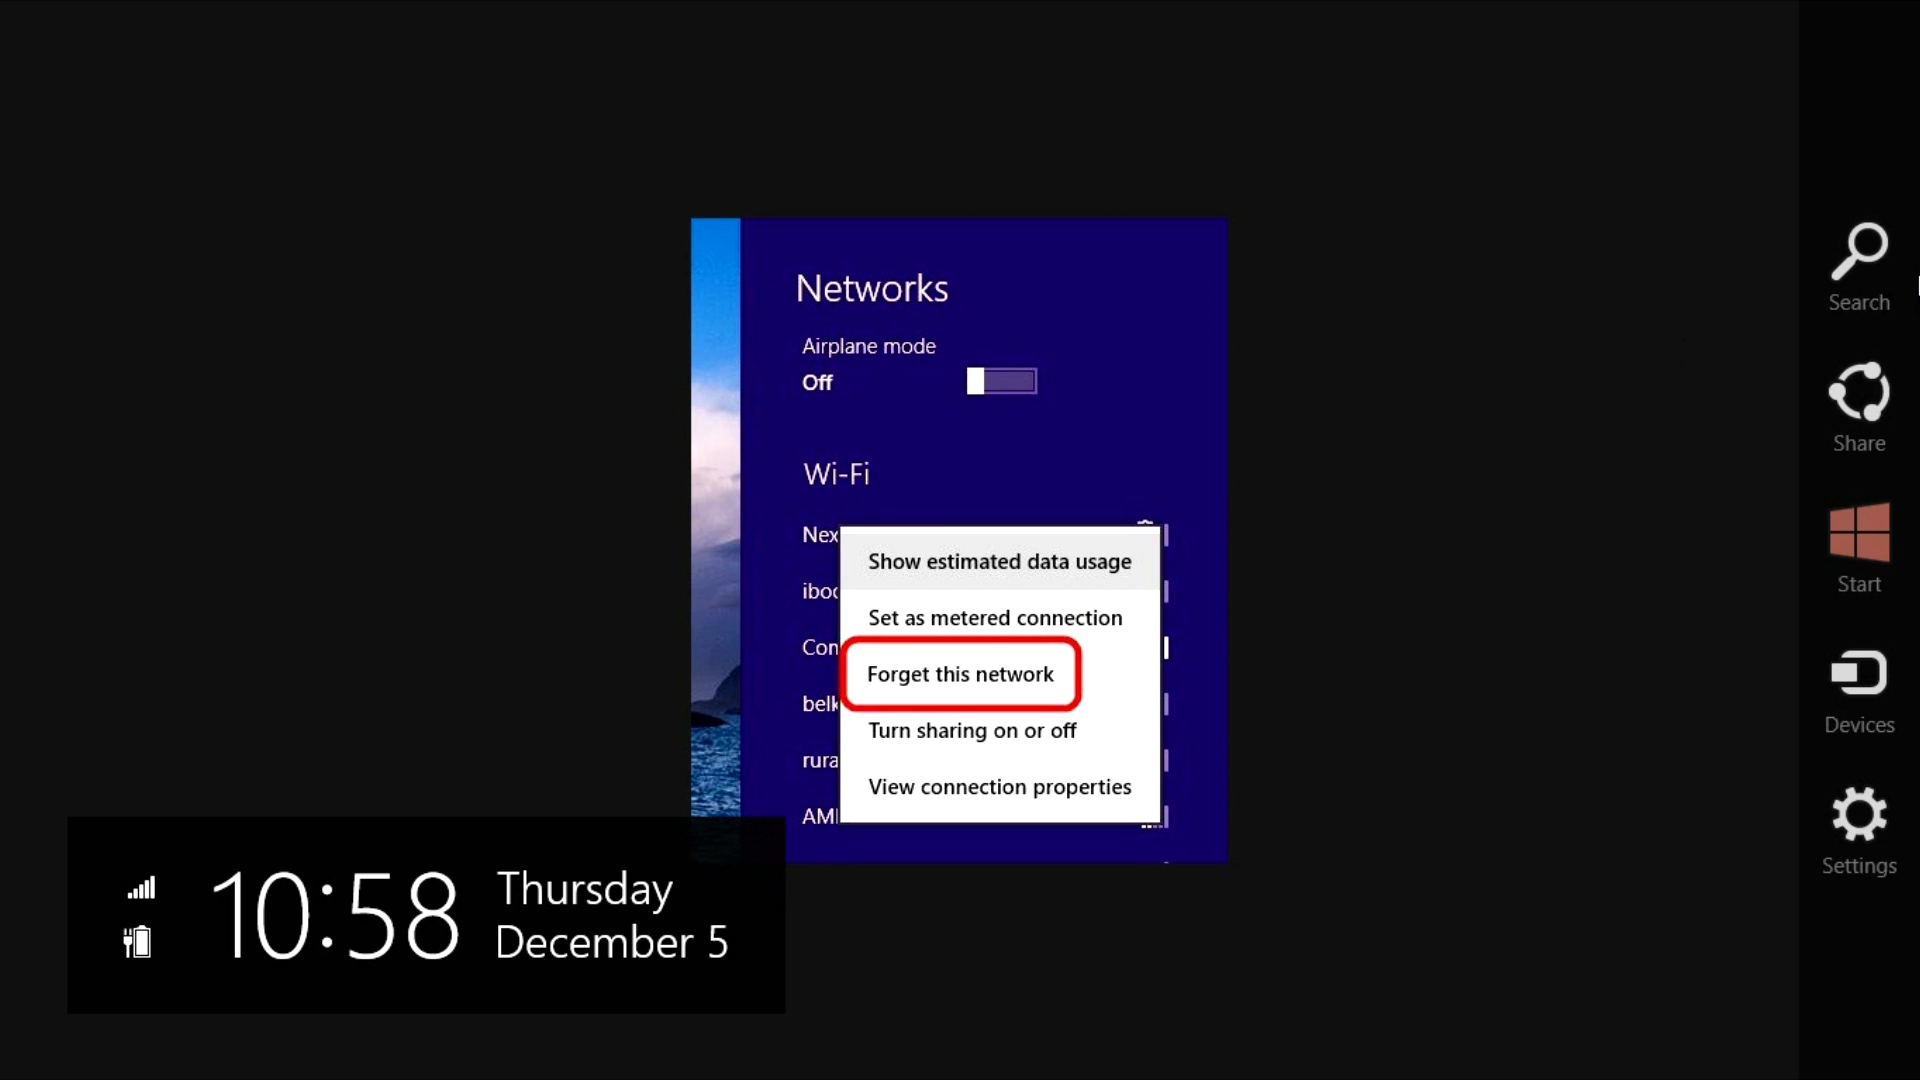 Networks
Airplane mode
Off
Wi-Fi
Nex
Show estimated data usage
iboo
Set as metered connection
Con
Forget this network
belk
Turn sharing on or off
rura
View connection properties
AM
10:58
Thursday
December 5
Search
Share
Start
Devices
Settings